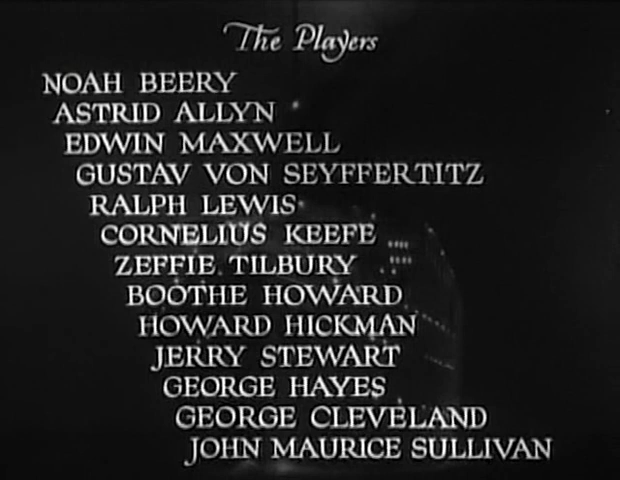 The Players
NOAH BEERY
ASTRID ALLYN
EDWIN MAXWELL
GUSTAV VON SEYFFERTITZ
RALPH LEWIS
CORNELIUS KEEFE
ZEFFIE TILBURY
BOOTHE HOWARD
HOWARD HICKMAN
JERRY STEWART
GEORGE HAYES
GEORGE CLEVELAND
JOHN MAURICE SULLIVAN